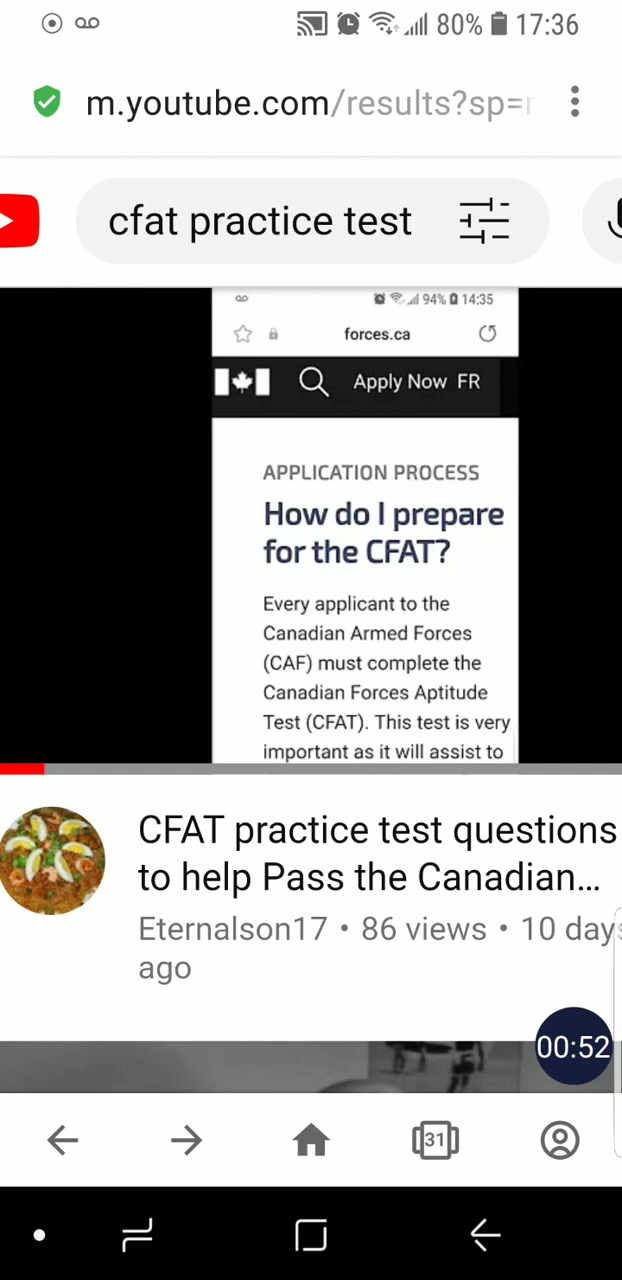 80% 17:36
m.youtube.com/results?sp=
cfat practice test
94% 14:35
forces.ca
Apply Now FR
APPLICATION PROCESS
How do I prepare
for the CFAT?
Every applicant to the
Canadian Armed Forces
(CAF) must complete the
Canadian Forces Aptitude
Test (CFAT). This test is very
important as it will assist to
CFAT practice test questions
to help Pass the Canadian...
Eternalson17 • 86 views • 10 days
ago
00:52
31